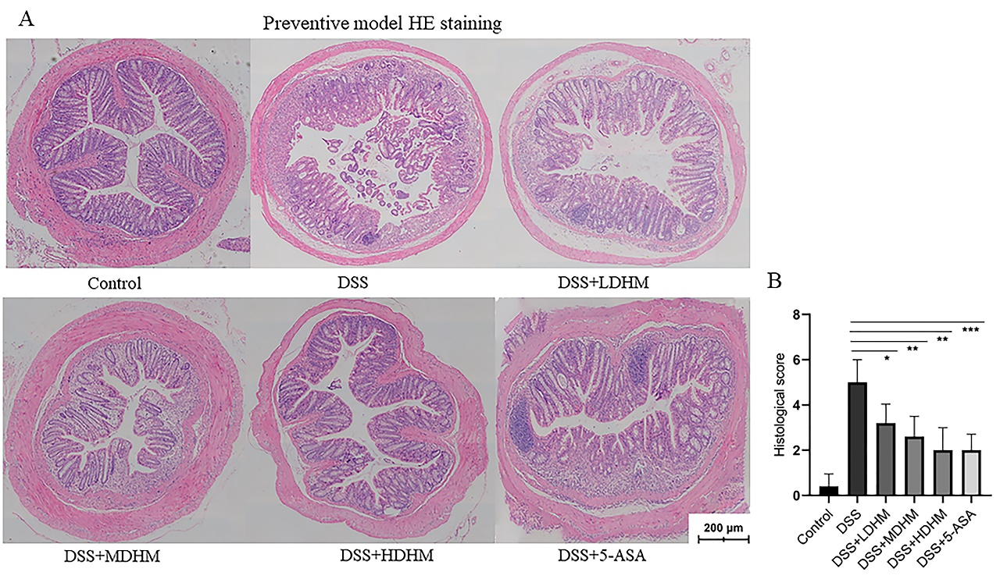 A
Preventive model HE staining
Control
DSS
DSS+LDHM
DSS+MDHM
DSS+HDHM
DSS+5-ASA
200 μm
B
Histological score
8
6
4
2
0
***
**
**
*
Control
DSS
DSS+LDHM
DSS+MDHM
DSS+HDHM
DSS+5-ASA